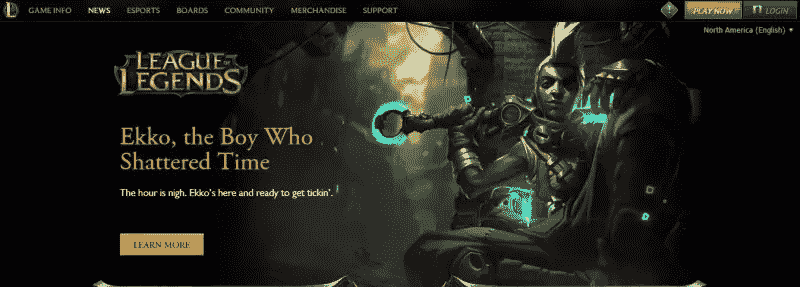 GAME INFO NEWS ESPORTS BOARDS COMMUNITY MERCHANDISE SUPPORT PLAY NOW LOGIN
North America (English)
LEAGUE OF
LEGENDS
Ekko, the Boy Who
Shattered Time
The hour is nigh. Ekko's here and ready to get tickin'.
LEARN MORE